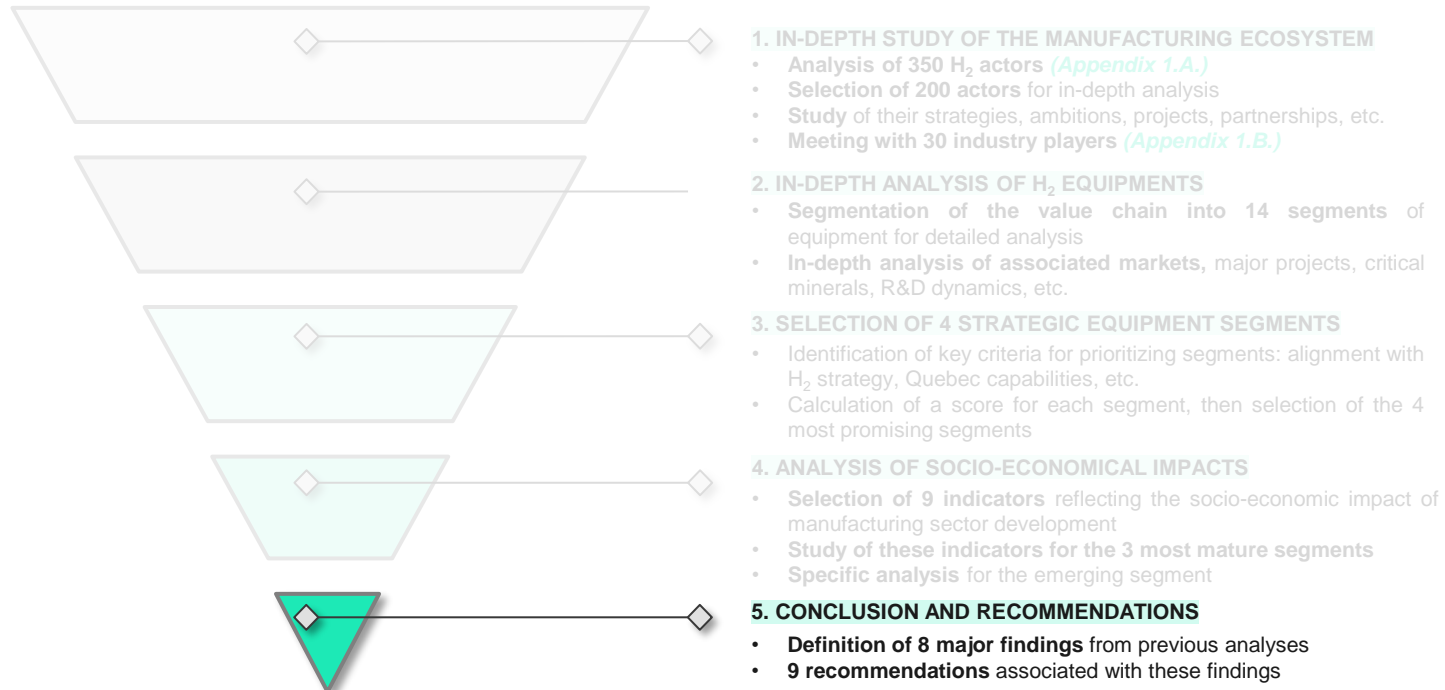 1. IN-DEPTH STUDY OF THE MANUFACTURING ECOSYSTEM
• Analysis of 350 H₂ actors (Appendix 1.A.)
• Selection of 200 actors for in-depth analysis
• Study of their strategies, ambitions, projects, partnerships, etc.
• Meeting with 30 industry players (Appendix 1.B.)
2. IN-DEPTH ANALYSIS OF H₂ EQUIPMENTS
• Segmentation of the value chain into 14 segments of
equipment for detailed analysis
• In-depth analysis of associated markets, major projects, critical
minerals, R&D dynamics, etc.
3. SELECTION OF 4 STRATEGIC EQUIPMENT SEGMENTS
• Identification of key criteria for prioritizing segments: alignment with
H₂ strategy, Quebec capabilities, etc.
• Calculation of a score for each segment, then selection of the 4
most promising segments
4. ANALYSIS OF SOCIO-ECONOMICAL IMPACTS
• Selection of 9 indicators reflecting the socio-economic impact of
manufacturing sector development
• Study of these indicators for the 3 most mature segments
• Specific analysis for the emerging segment
5. CONCLUSION AND RECOMMENDATIONS
• Definition of 8 major findings from previous analyses
• 9 recommendations associated with these findings